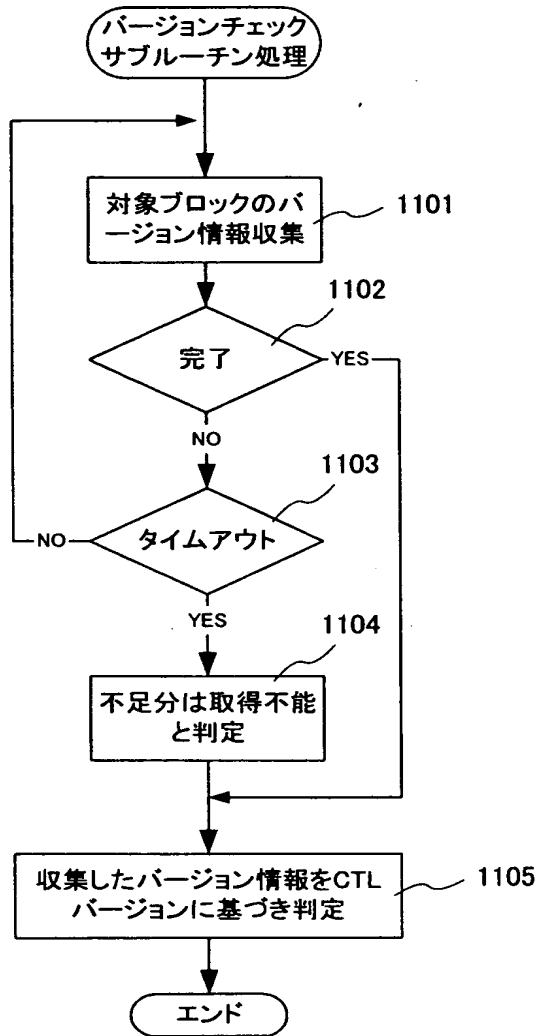 バージョンチェック
サブルーチン処理
対象ブロックのバ
ージョン情報収集
1101
1102
完了
YES
NO
1103
タイムアウト
NO
YES
1104
不足分は取得不能
と判定
収集したバージョン情報をCTL
バージョンに基づき判定
1105
エンド